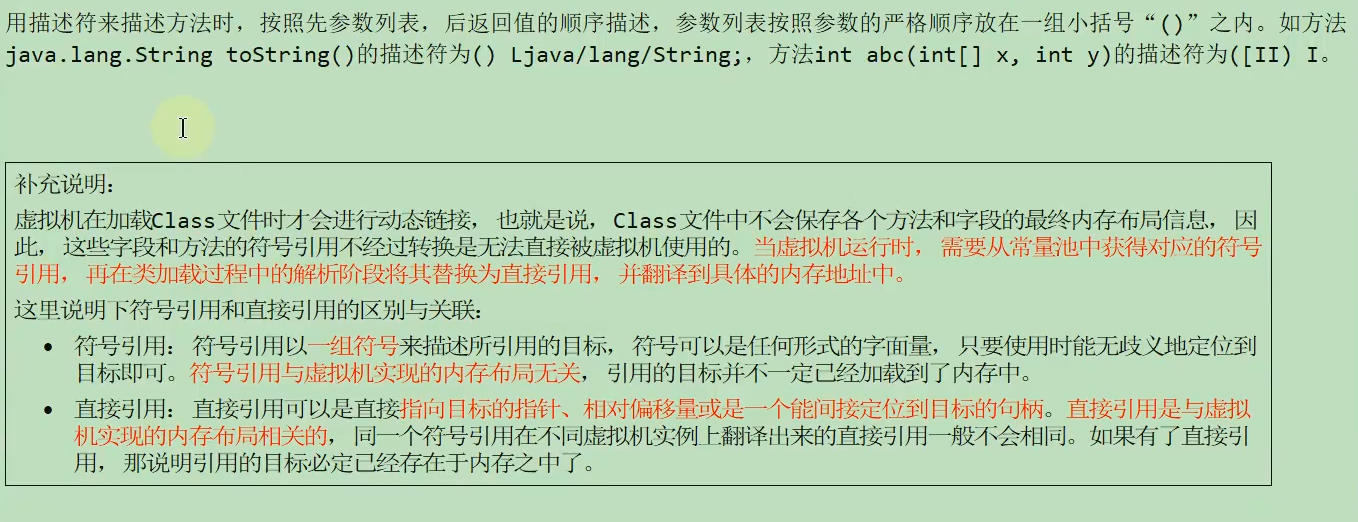 用描述符来描述方法时，按照先参数列表，后返回值的顺序描述，参数列表按照参数的严格顺序放在一组小括号“()”之内。如方法
java.lang.String toString()的描述符为() Ljava/lang/String;，方法int abc(int[] x, int y)的描述符为([II) I。
补充说明：
虚拟机在加载Class文件时才会进行动态链接，也就是说，Class文件中不会保存各个方法和字段的最终内存布局信息，因
此，这些字段和方法的符号引用不经过转换是无法直接被虚拟机使用的。当虚拟机运行时，需要从常量池中获得对应的符号
引用，再在类加载过程中的解析阶段将其替换为直接引用，并翻译到具体的内存地址中。
这里说明下符号引用和直接引用的区别与关联：
• 符号引用：符号引用以一组符号来描述所引用的目标，符号可以是任何形式的字面量，只要使用时能无歧义地定位到
目标即可。符号引用与虚拟机实现的内存布局无关，引用的目标并不一定已经加载到了内存中。
• 直接引用：直接引用可以是直接指向目标的指针、相对偏移量或是一个能间接定位到目标的句柄。直接引用是与虚拟
机实现的内存布局相关的，同一个符号引用在不同虚拟机实例上翻译出来的直接引用一般不会相同。如果有了直接引
用，那说明引用的目标必定已经存在于内存之中了。